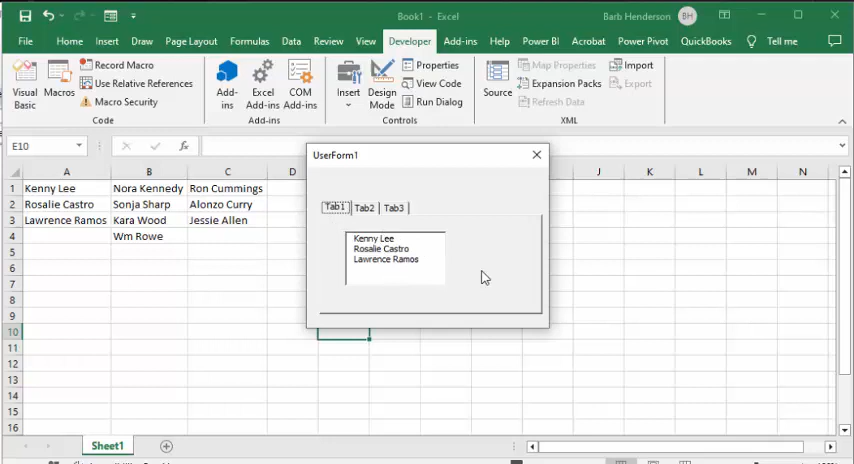 Book1 - Excel
Barb Henderson
BH
File Home Insert Draw Page Layout Formulas Data Review View Developer Add-ins Help Power BI Acrobat Power Pivot QuickBooks Tell me
Visual Basic
Macros
Record Macro
Use Relative References
Macro Security
Code
Add-ins
Excel Add-ins
COM Add-ins
Add-ins
Insert
Design Mode
Properties
View Code
Run Dialog
Controls
Source
Map Properties
Expansion Packs
Refresh Data
Import
Export
XML
E10
fx
A B C D J K L M N
1 Kenny Lee Nora Kennedy Ron Cummings
2 Rosalie Castro Sonja Sharp Alonzo Curry
3 Lawrence Ramos Kara Wood Jessie Allen
4 Wm Rowe
5
6
7
8
9
10
11
12
13
14
15
16
UserForm1
Tab1 Tab2 Tab3
Kenny Lee
Rosalie Castro
Lawrence Ramos
Sheet1